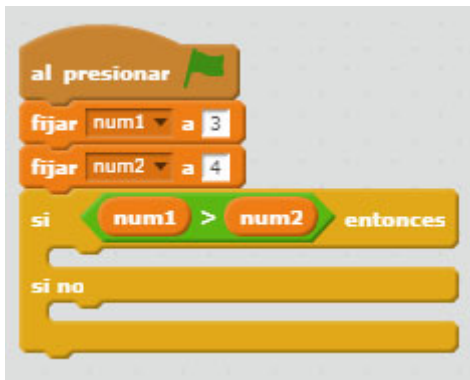 al presionar
fijar num1 a 3
fijar num2 a 4
si num1 > num2 entonces
si no